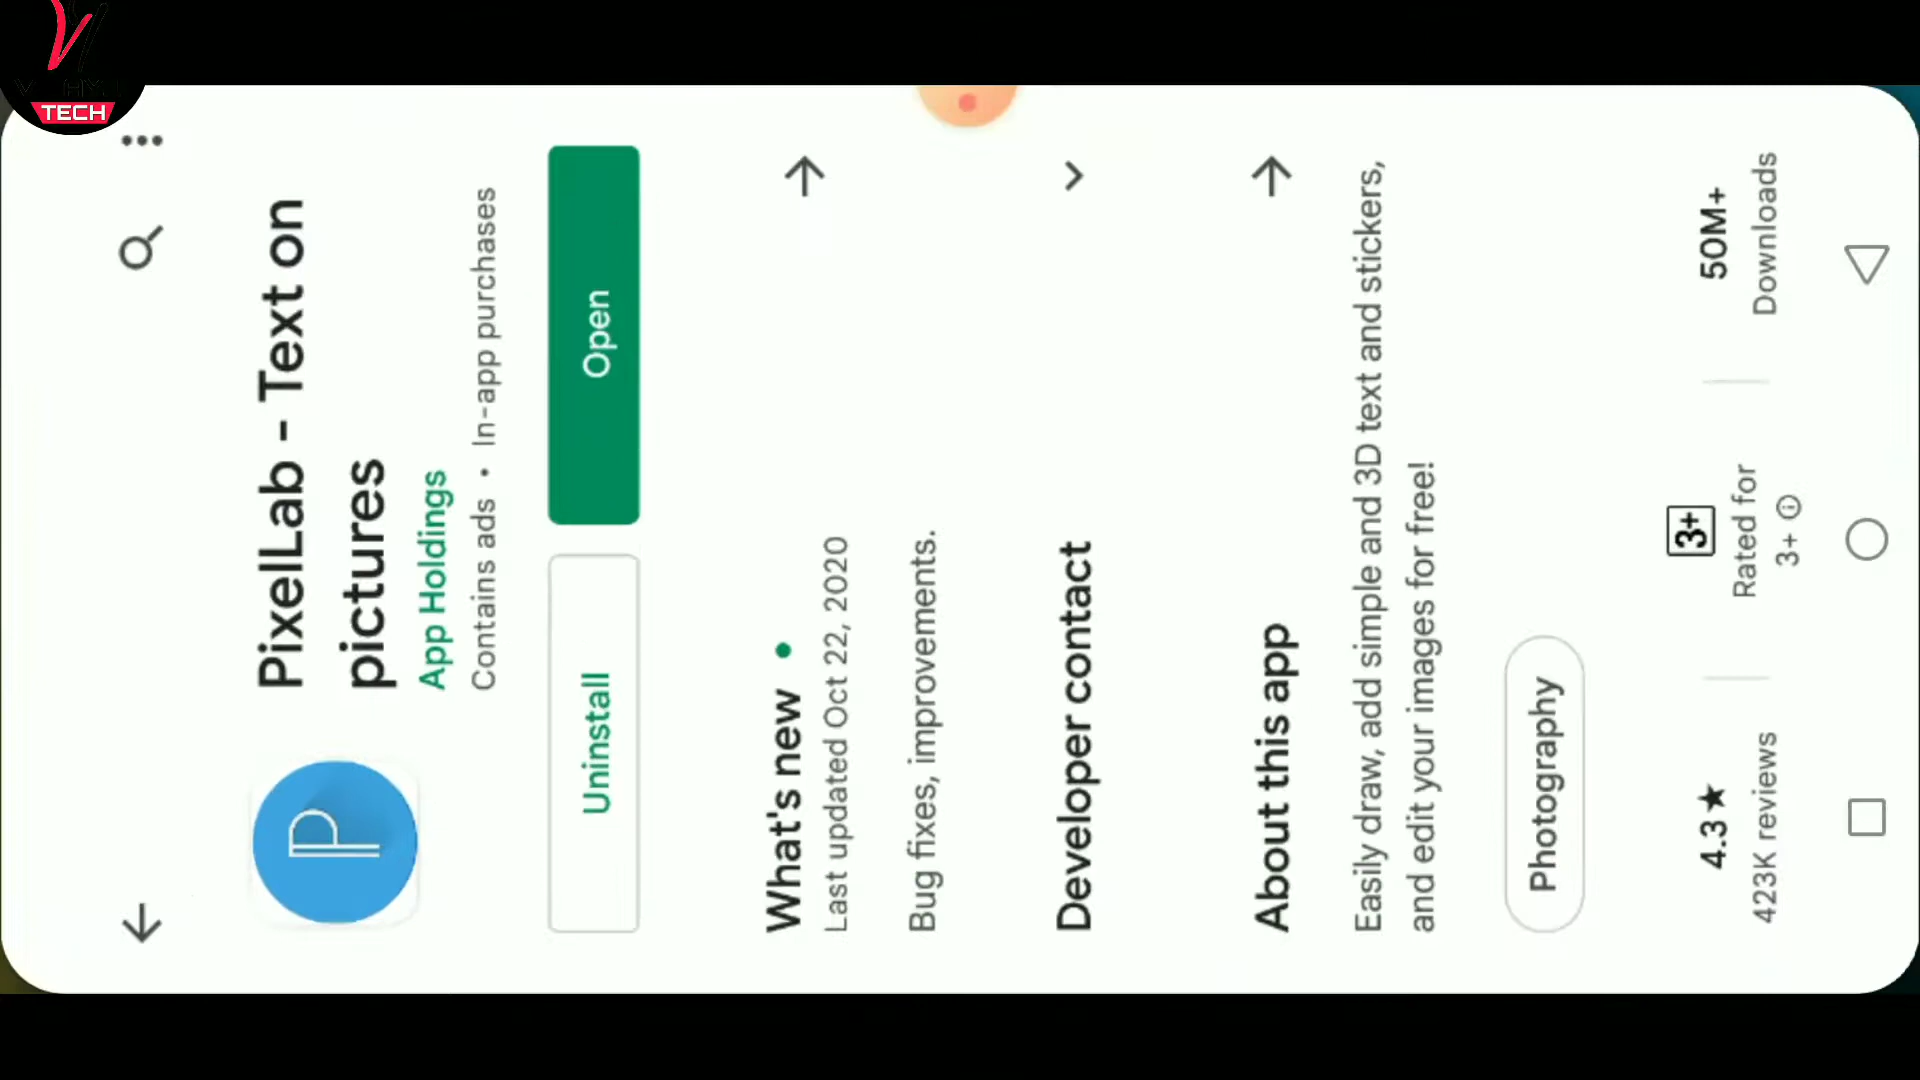 TECH
PixelLab - Text on
pictures
App Holdings
Contains ads • In-app purchases
Uninstall
Open
What's new •
Last updated Oct 22, 2020
Bug fixes, improvements.
Developer contact
About this app
Easily draw, add simple and 3D text and stickers,
and edit your images for free!
Photography
4.3★
423K reviews
3+
Rated for
3+
50M+
Downloads